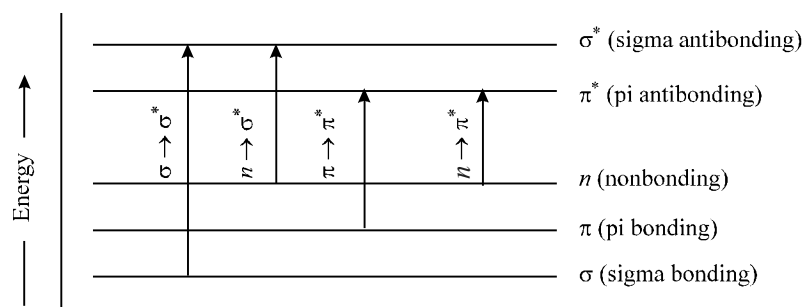 σ* (sigma antibonding)
π* (pi antibonding)
n (nonbonding)
π (pi bonding)
σ (sigma bonding)
Energy
σ → σ*
n → σ*
π → π*
n → π*